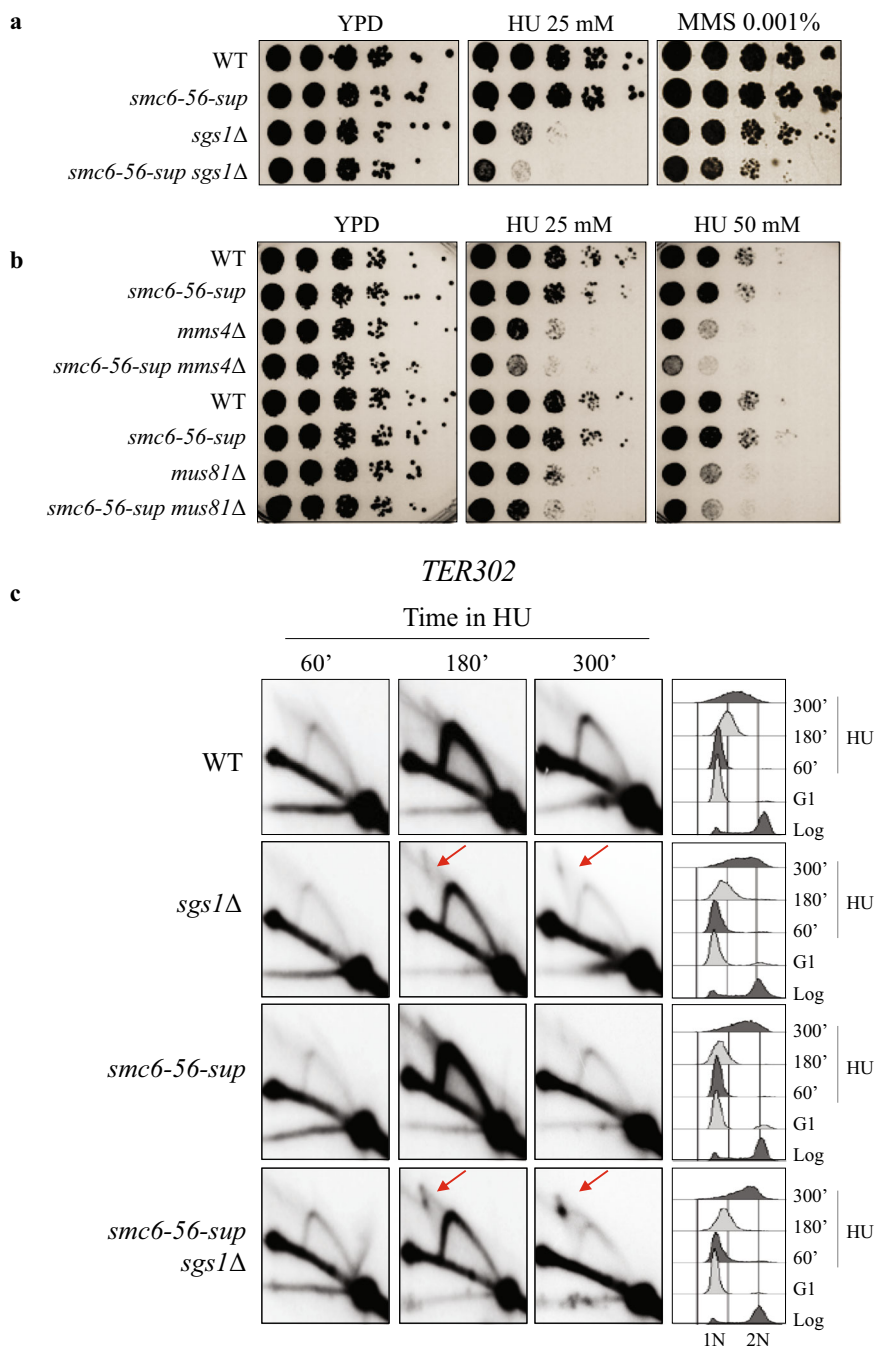 a
YPD HU 25 mM MMS 0.001%
WT
smc6-56-sup
sgs1Δ
smc6-56-sup sgs1Δ
b
YPD HU 25 mM HU 50 mM
WT
smc6-56-sup
mms4Δ
smc6-56-sup mms4Δ
WT
smc6-56-sup
mus81Δ
smc6-56-sup mus81Δ
c
TER302
Time in HU
60’ 180’ 300’
WT
300’
180’
60’
HU
G1
Log
sgs1Δ
300’
180’
60’
HU
G1
Log
smc6-56-sup
300’
180’
60’
HU
G1
Log
smc6-56-sup
sgs1Δ
300’
180’
60’
HU
G1
Log
1N 2N